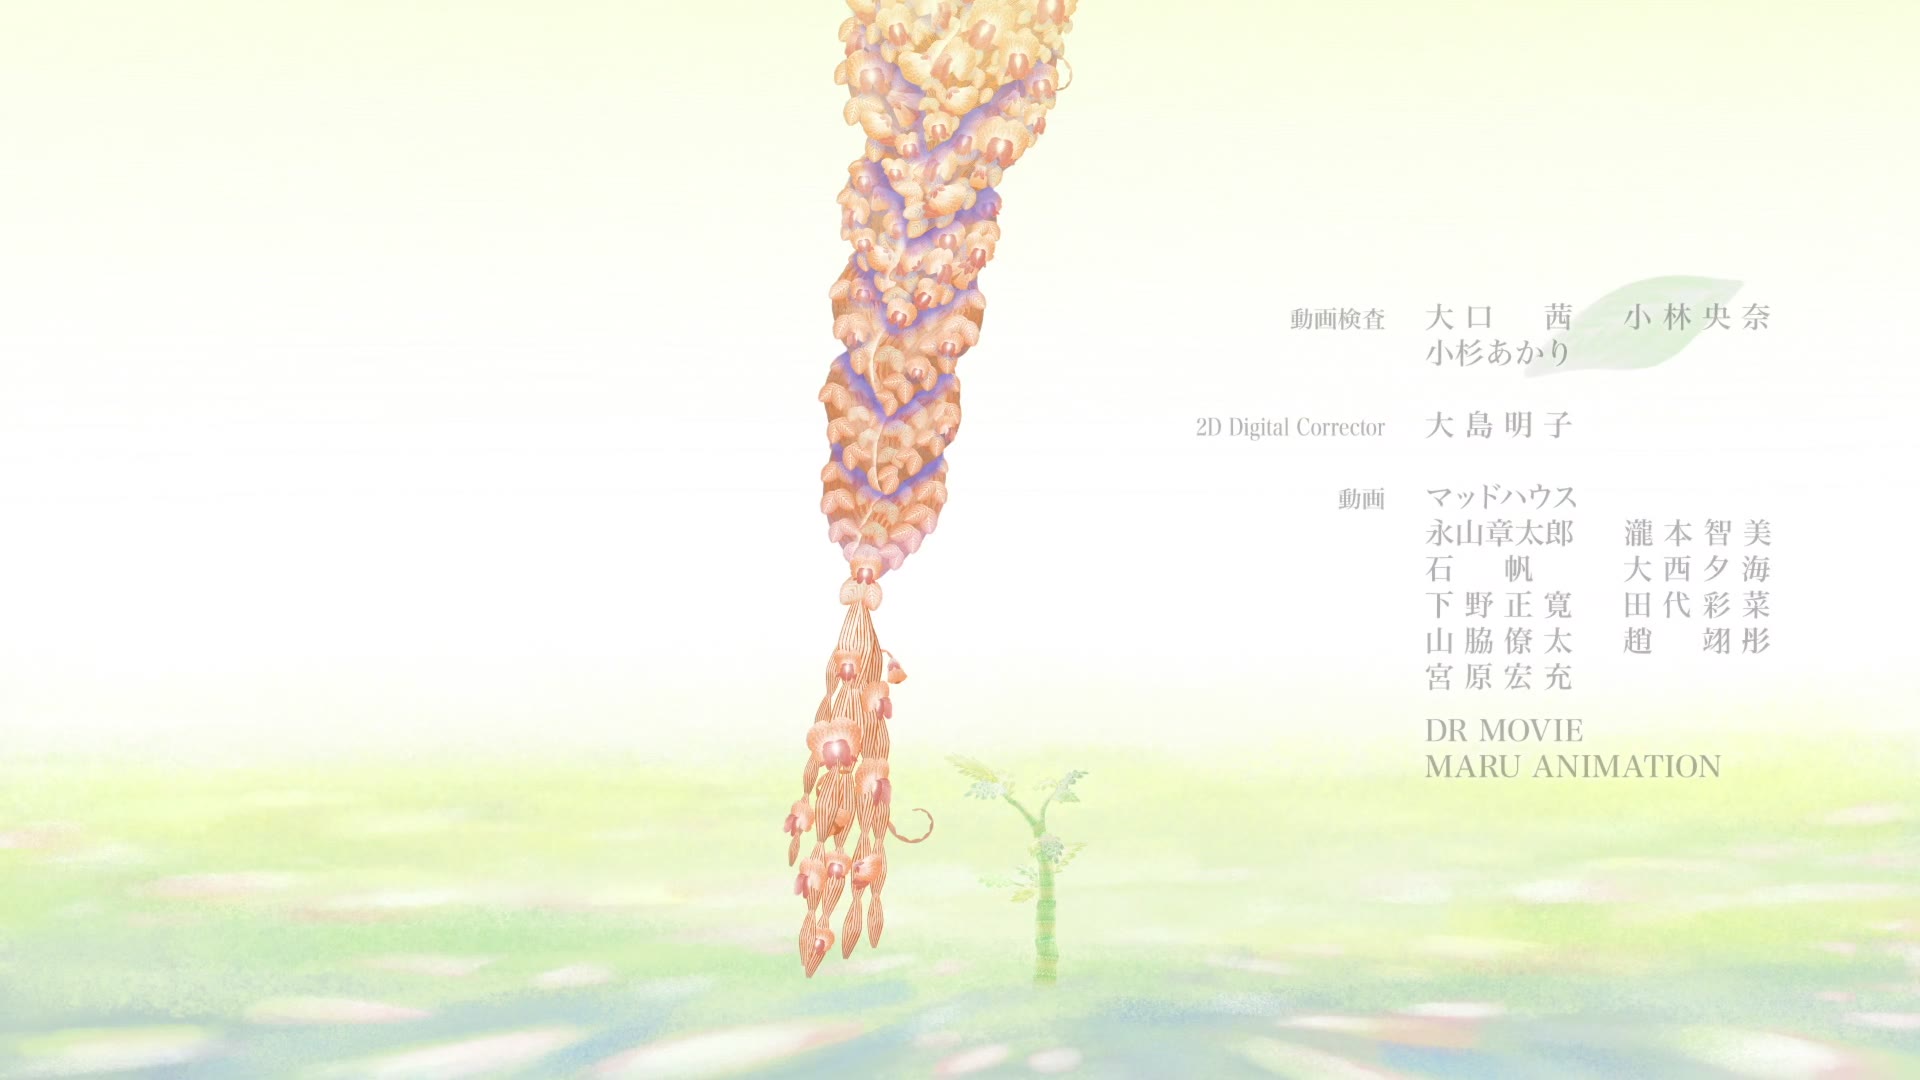 動画検査 大口 茜 小林央奈
小杉あかり
2D Digital Corrector 大島明子
動画 マッドハウス
永山章太郎 瀧本智美
石 帆 大西夕海
下野正寛 田代彩菜
山脇僚太 趙 翊彤
宮原宏充
DR MOVIE
MARU ANIMATION